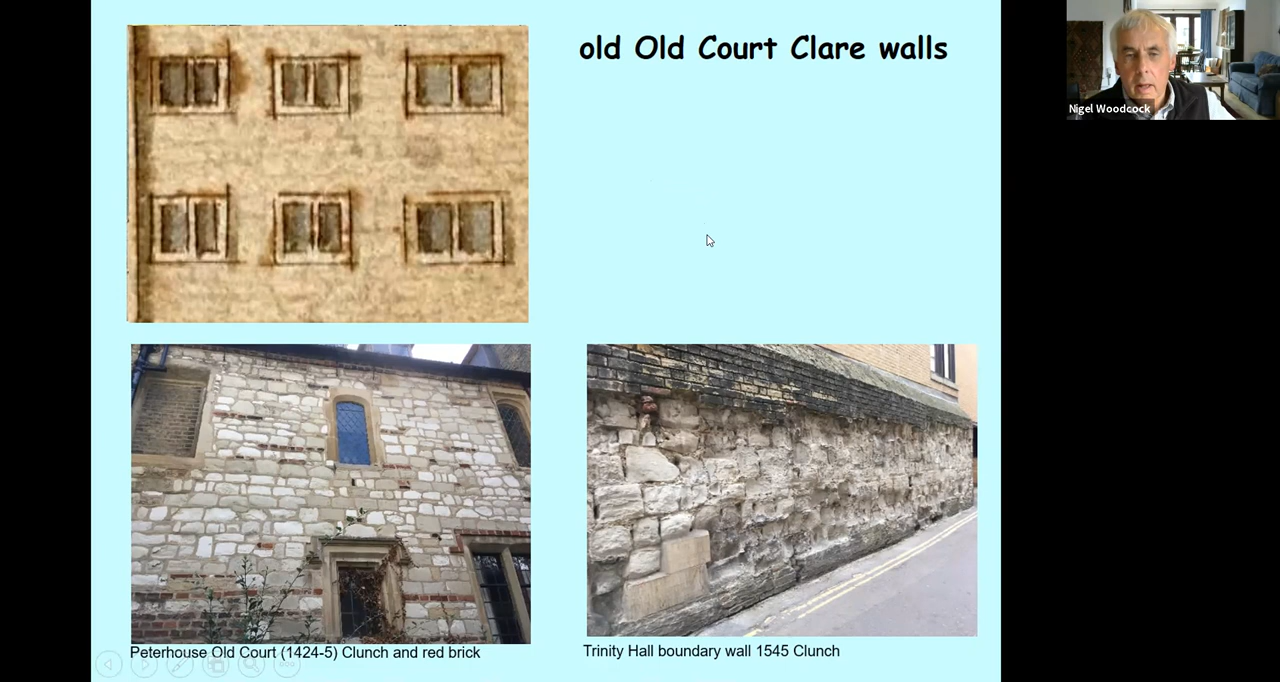 old Old Court Clare walls
Nigel Woodcock
Peterhouse Old Court (1424-5) Clunch and red brick
Trinity Hall boundary wall 1545 Clunch